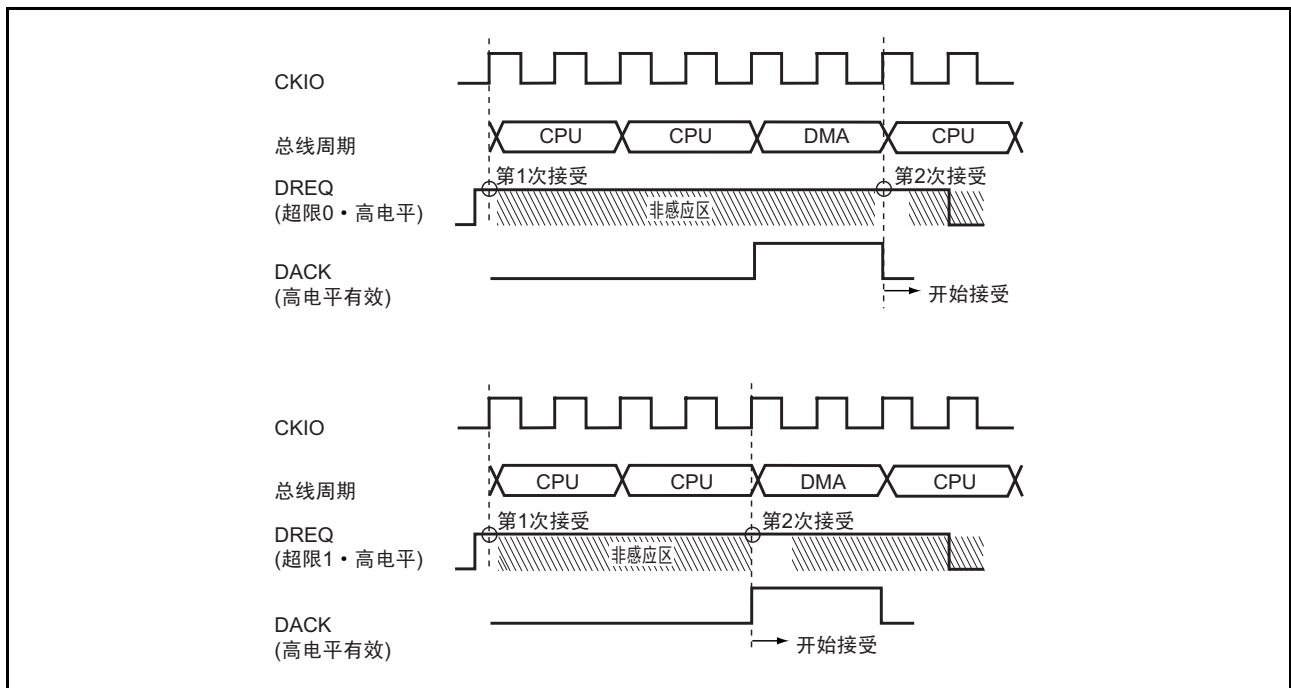 CKIO
总线周期
CPU
CPU
DMA
CPU
DREQ
(超限0・高电平)
第1次接受
第2次接受
非感应区
DACK
(高电平有效)
开始接受
CKIO
总线周期
CPU
CPU
DMA
CPU
DREQ
(超限1・高电平)
第1次接受
第2次接受
非感应区
DACK
(高电平有效)
开始接受